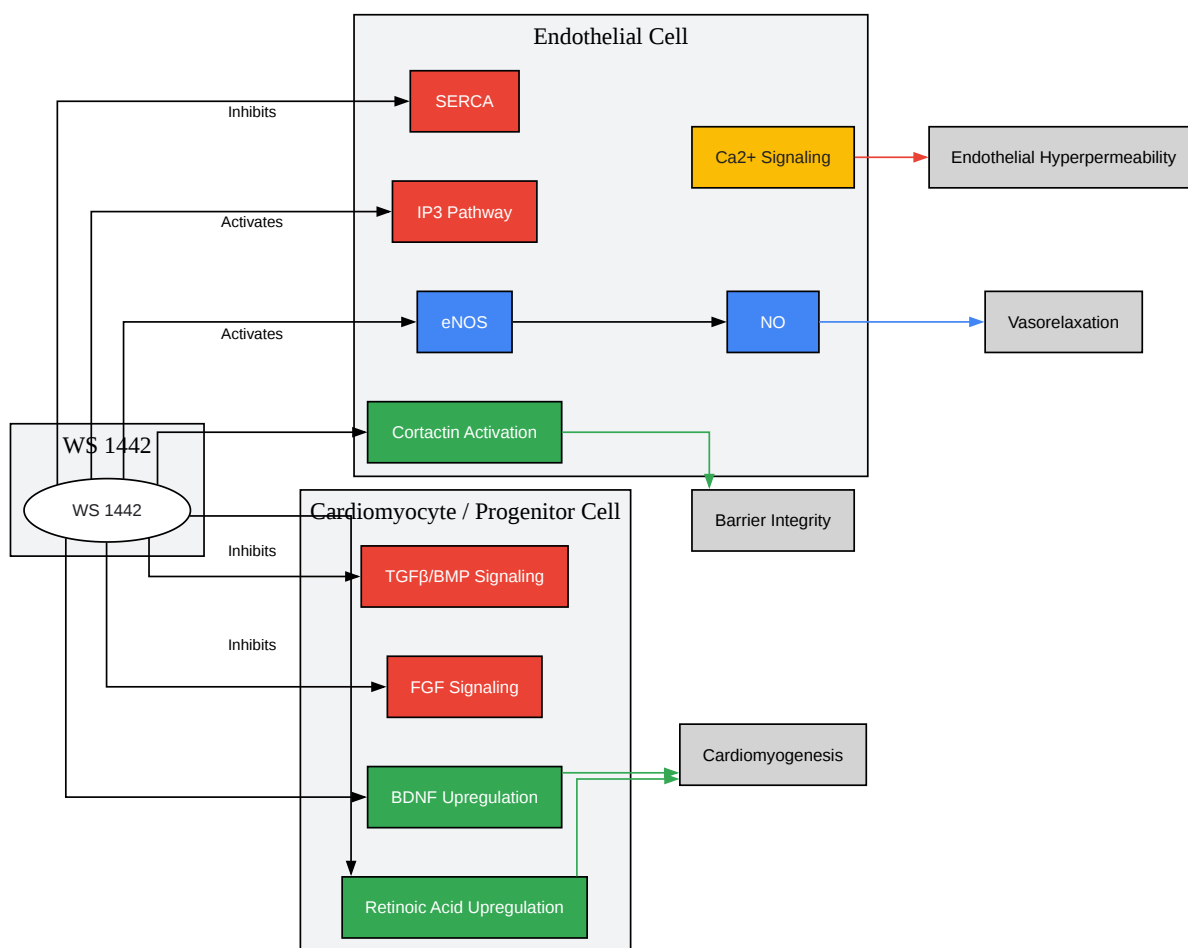 Endothelial Cell
SERCA
Inhibits
Ca2+ Signaling
Endothelial Hyperpermeability
IP3 Pathway
Activates
eNOS
NO
Vasorelaxation
Activates
Cortactin Activation
WS 1442
WS 1442
Barrier Integrity
Cardiomyocyte / Progenitor Cell
Inhibits
TGFβ/BMP Signaling
Inhibits
FGF Signaling
Cardiomyogenesis
BDNF Upregulation
Retinoic Acid Upregulation